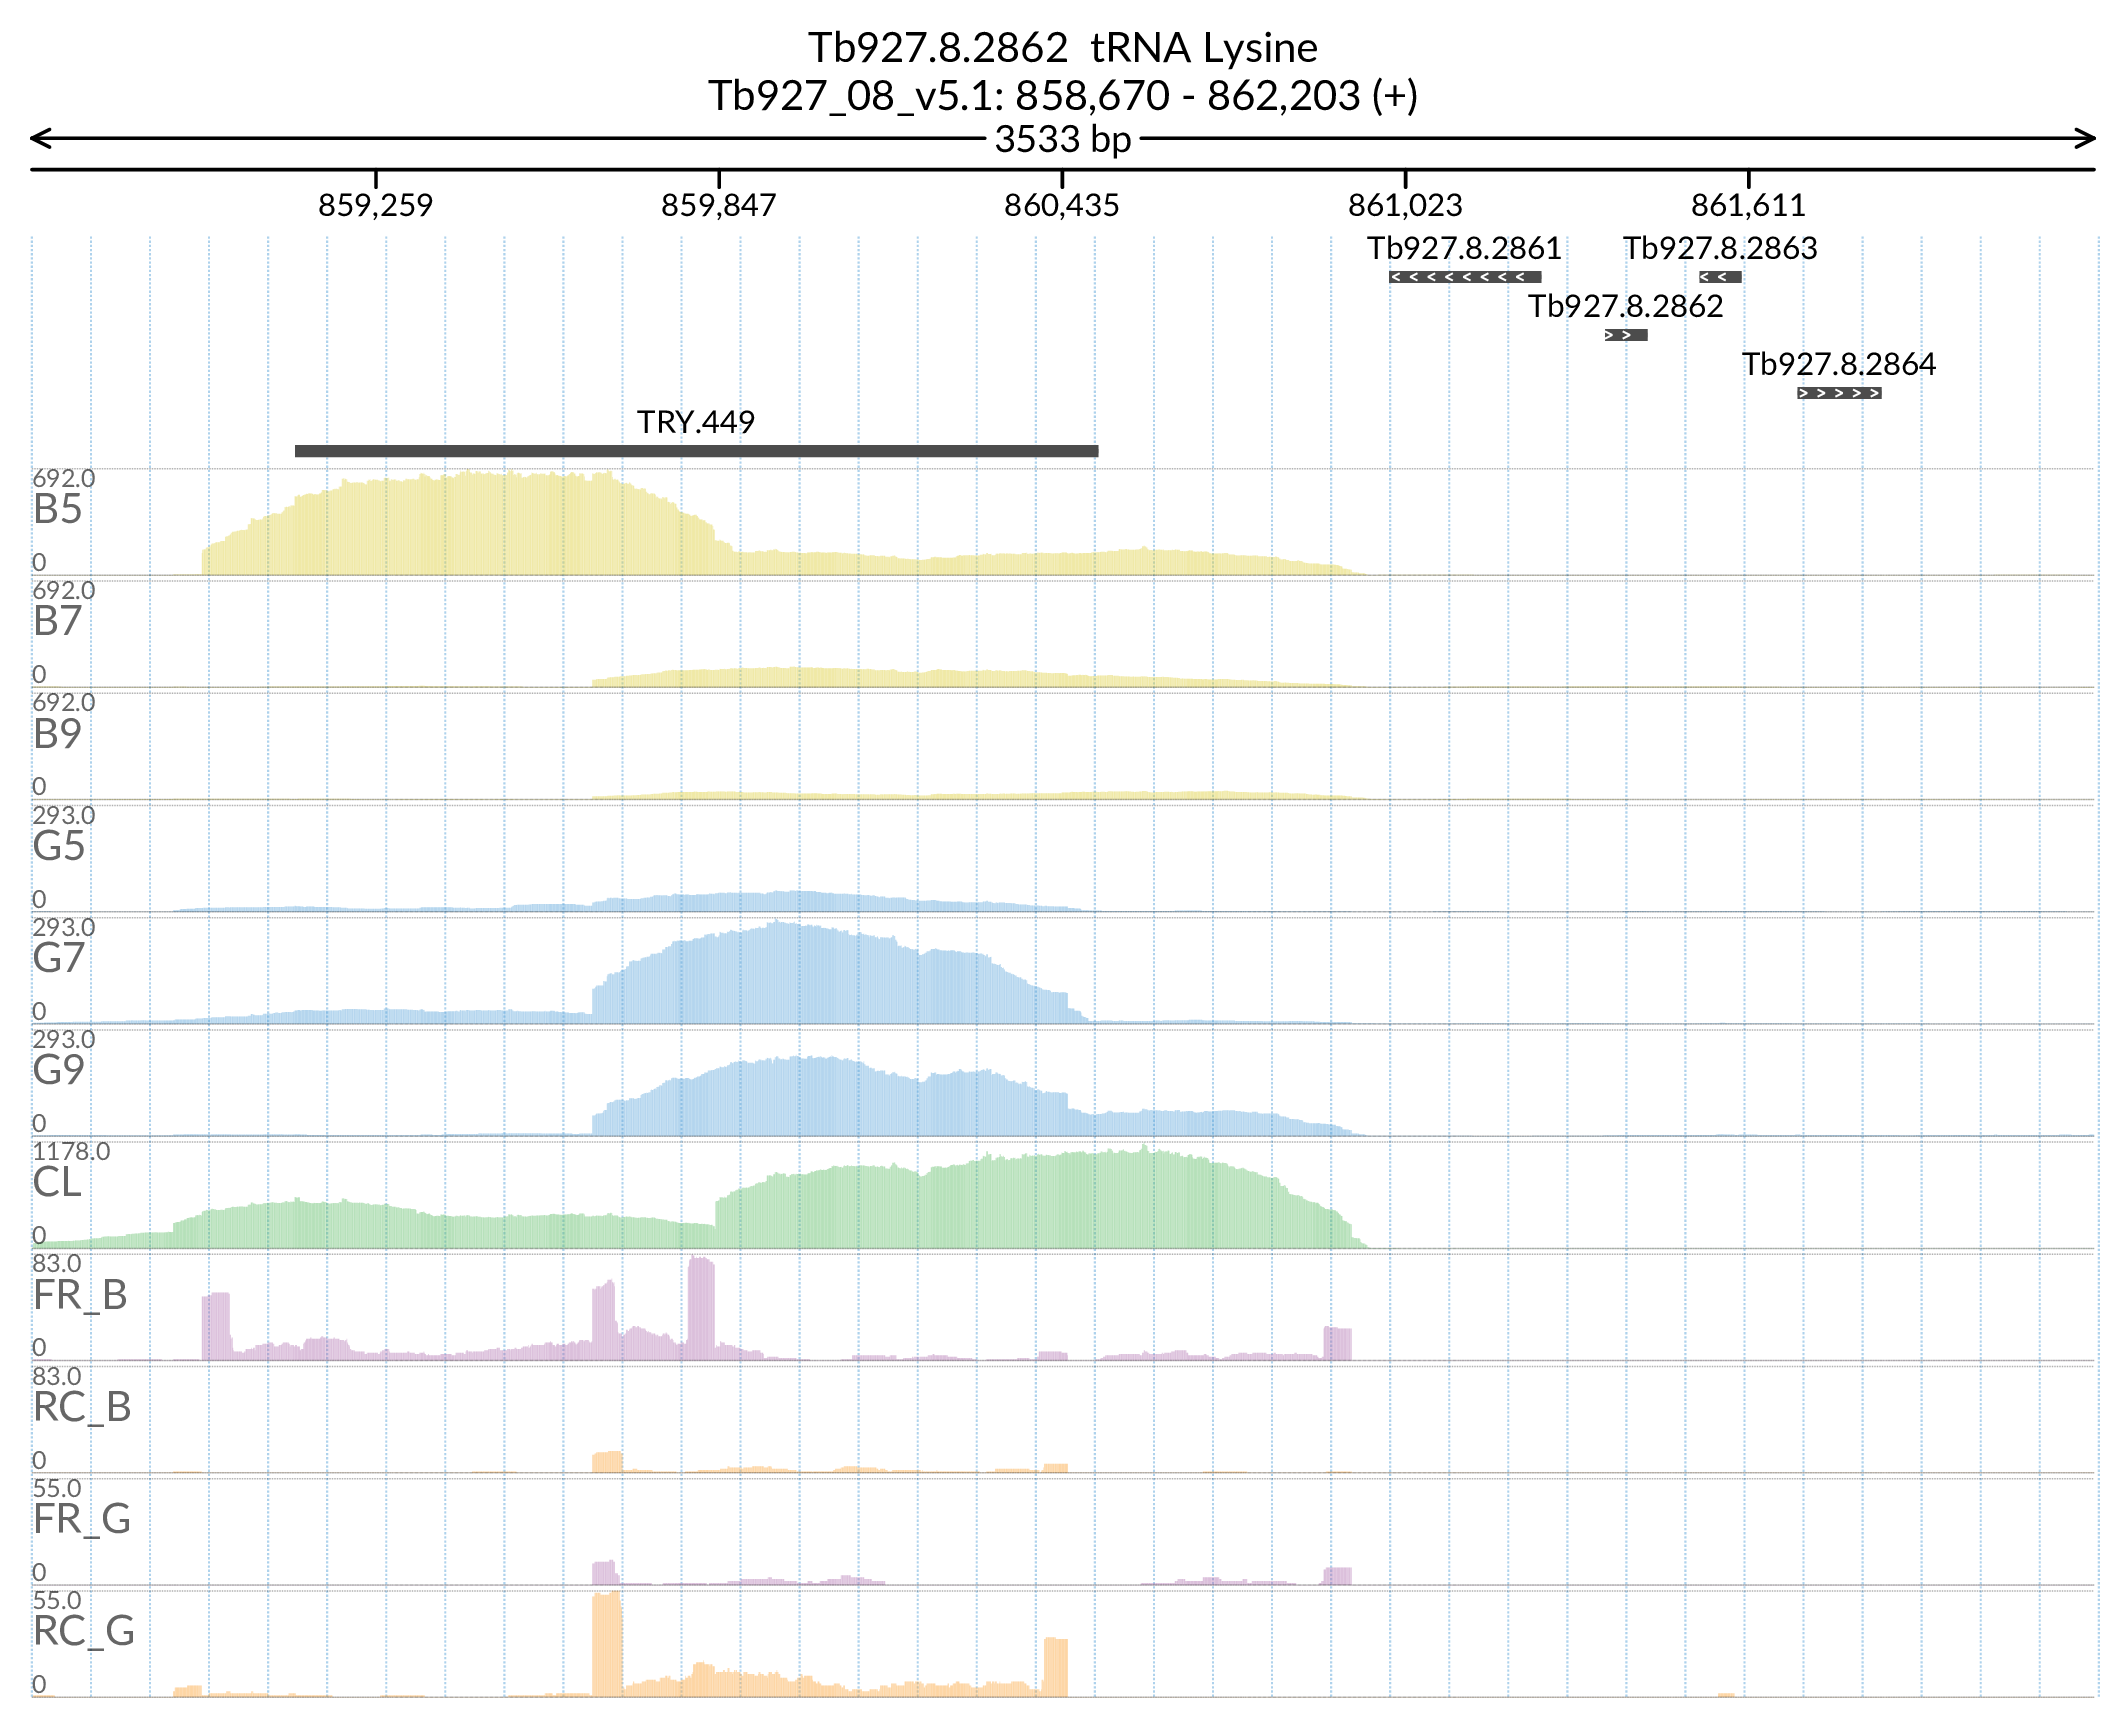 Tb927.8.2862 tRNA Lysine
Tb927_08_v5.1: 858,670 - 862,203 (+)
3533 bp
859,259 859,847 860,435 861,023 861,611
Tb927.8.2861 Tb927.8.2863
Tb927.8.2862
Tb927.8.2864
TRY.449
692.0
B5
0
692.0
B7
0
692.0
B9
0
293.0
G5
0
293.0
G7
0
293.0
G9
0
1178.0
CL
0
83.0
FR_B
0
83.0
RC_B
0
55.0
FR_G
0
55.0
RC_G
0